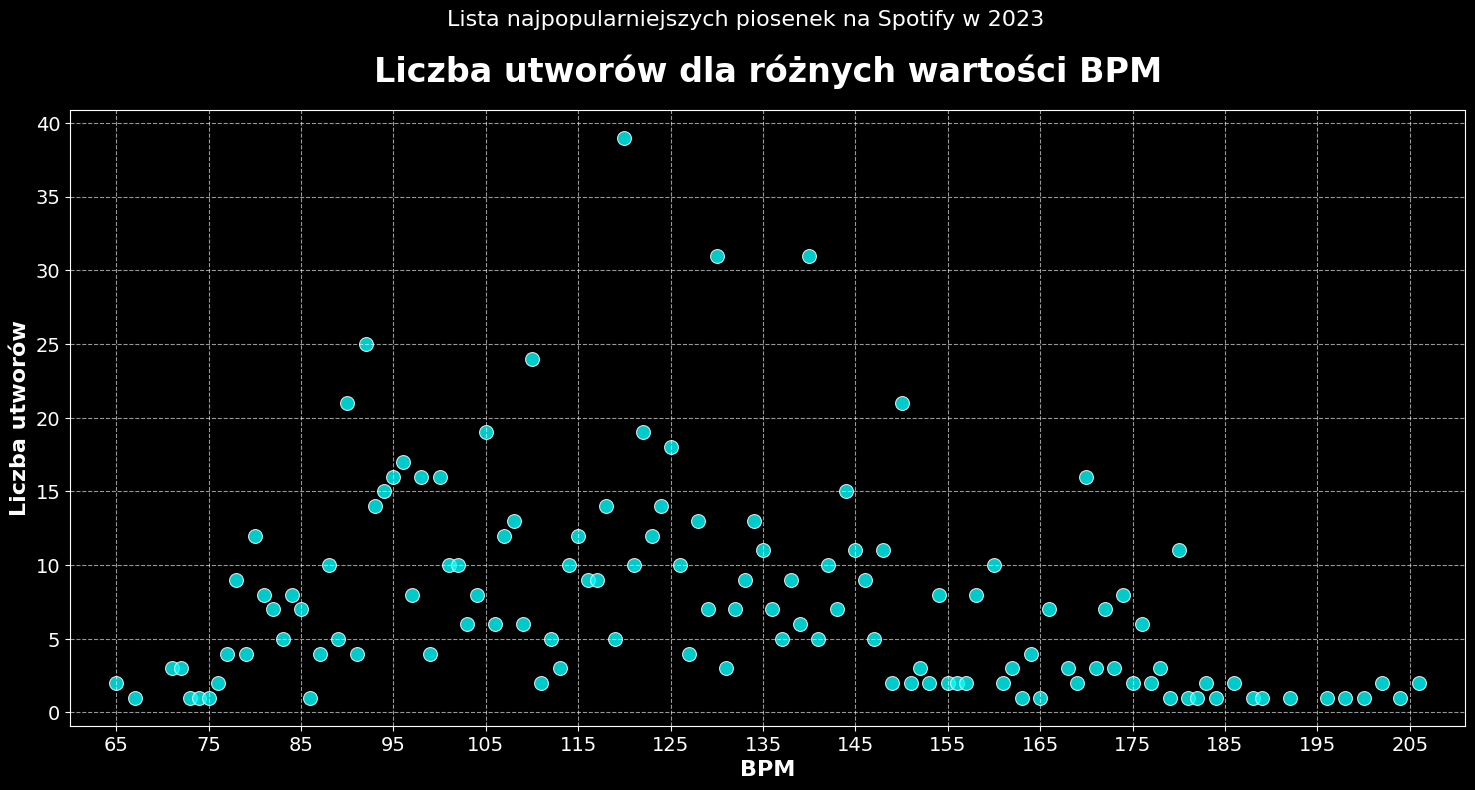 Lista najpopularniejszych piosenek na Spotify w 2023
Liczba utworów dla różnych wartości BPM
Liczba utworów
40
35
30
25
20
15
10
5
0
65 75 85 95 105 115 125 135 145 155 165 175 185 195 205
BPM